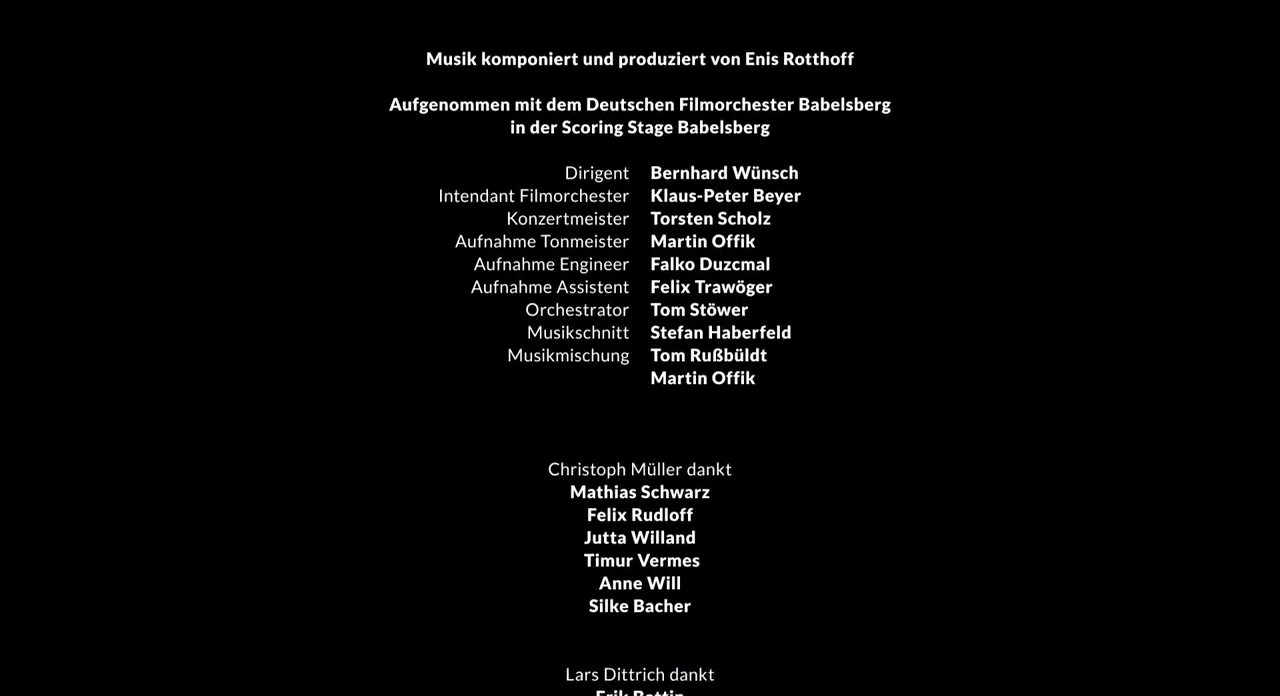 Musik komponiert und produziert von Enis Rotthoff
Aufgenommen mit dem Deutschen Filmorchester Babelsberg
in der Scoring Stage Babelsberg
Dirigent Bernhard Wünsch
Intendant Filmorchester Klaus-Peter Beyer
Konzertmeister Torsten Scholz
Aufnahme Tonmeister Martin Offik
Aufnahme Engineer Falko Duzcmal
Aufnahme Assistent Felix Trawöger
Orchestrator Tom Stöwer
Musikschnitt Stefan Haberfeld
Musikmischung Tom Rußbüldt
Martin Offik
Christoph Müller dankt
Mathias Schwarz
Felix Rudloff
Jutta Willand
Timur Vermes
Anne Will
Silke Bacher
Lars Dittrich dankt